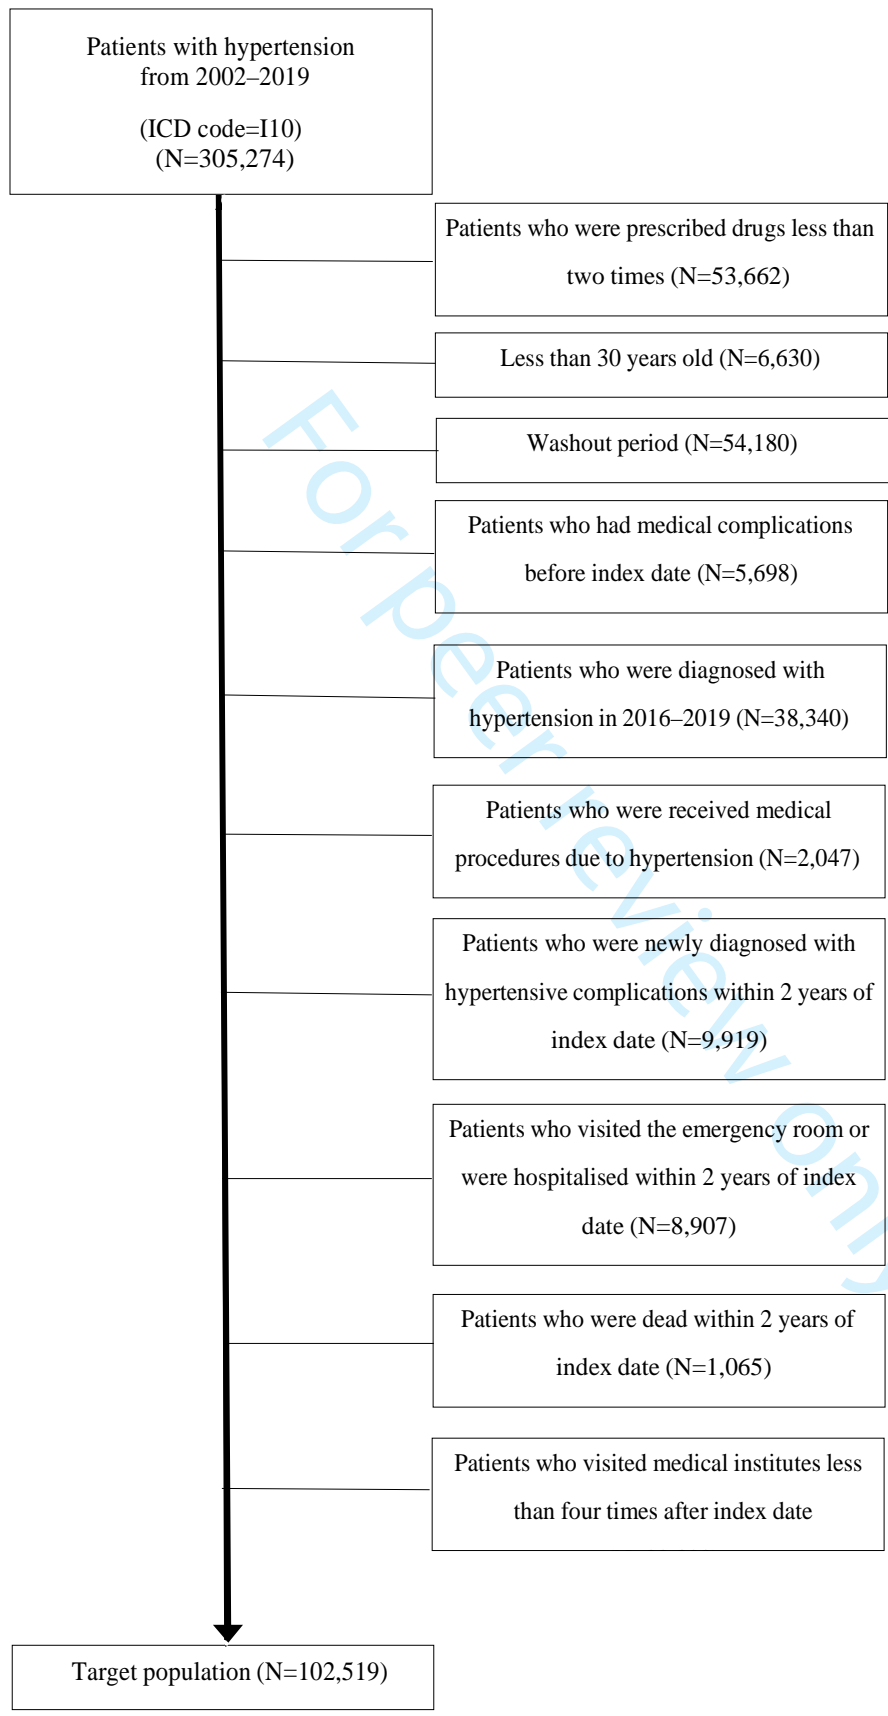 Patients with hypertension
from 2002–2019
(ICD code=I10)
(N=305,274)
Patients who were prescribed drugs less than
two times (N=53,662)
Less than 30 years old (N=6,630)
Washout period (N=54,180)
Patients who had medical complications
before index date (N=5,698)
Patients who were diagnosed with
hypertension in 2016–2019 (N=38,340)
Patients who were received medical
procedures due to hypertension (N=2,047)
Patients who were newly diagnosed with
hypertensive complications within 2 years of
index date (N=9,919)
Patients who visited the emergency room or
were hospitalised within 2 years of index
date (N=8,907)
Patients who were dead within 2 years of
index date (N=1,065)
Patients who visited medical institutes less
than four times after index date
Target population (N=102,519)
For peer review only